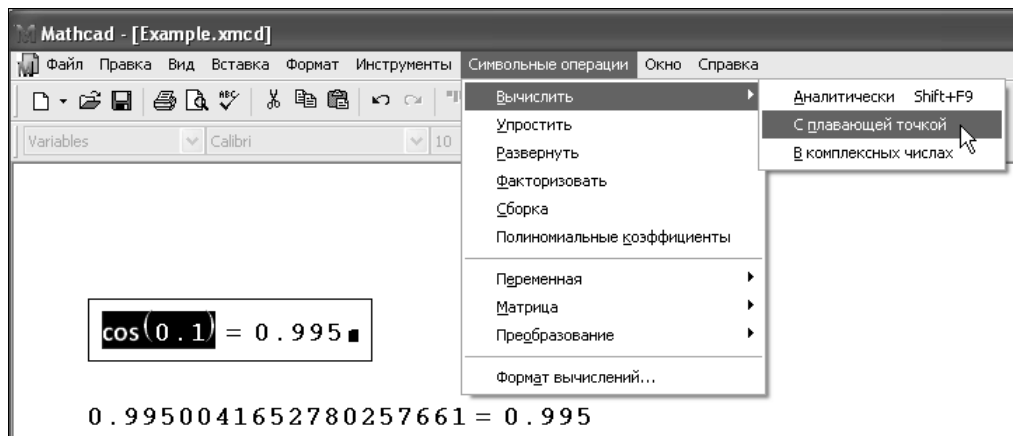 Mathcad - [Example.xmcd]
Файл Правка Вид Вставка Формат Инструменты Символьные операции Окно Справка
Variables Calibri 10
Вычислить
Упростить
Развернуть
Факторизовать
Сборка
Полиномиальные коэффициенты
Переменная
Матрица
Преобразование
Формат вычислений...
Аналитически Shift+F9
С плавающей точкой
В комплексных числах
cos(0.1) = 0.995
0.9950041652780257661 = 0.995